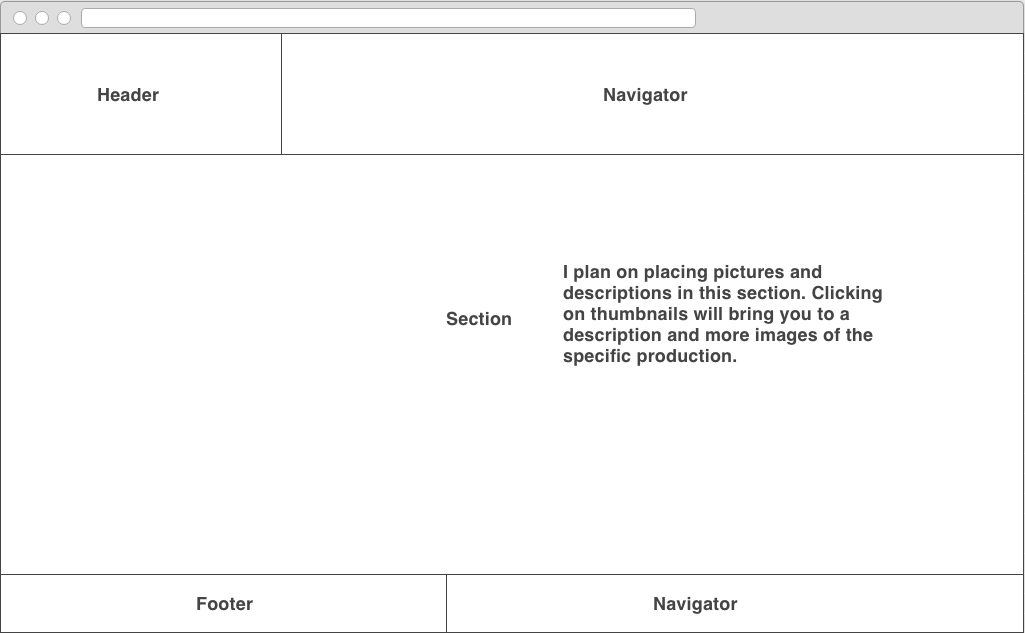 Header
Navigator
Section
I plan on placing pictures and
descriptions in this section. Clicking
on thumbnails will bring you to a
description and more images of the
specific production.
Footer
Navigator